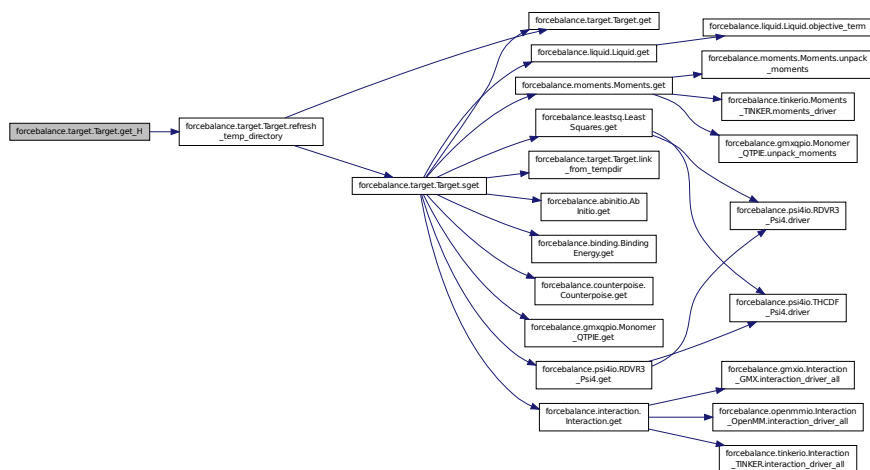 forcebalance.target.Target.get_H
forcebalance.target.Target.refresh
_temp_directory
forcebalance.target.Target.get
forcebalance.target.Target.sget
forcebalance.liquid.Liquid.get
forcebalance.moments.Moments.get
forcebalance.leastsq.Least
Squares.get
forcebalance.target.Target.link
_from_tempdir
forcebalance.abinitio.Ab
Initio.get
forcebalance.binding.Binding
Energy.get
forcebalance.counterpoise.
Counterpoise.get
forcebalance.gmxqpio.Monomer
_QTPIE.get
forcebalance.psi4io.RDVR3
_Psi4.get
forcebalance.interaction.
Interaction.get
forcebalance.liquid.Liquid.objective_term
forcebalance.moments.Moments.unpack
_moments
forcebalance.tinkerio.Moments
_TINKER.moments_driver
forcebalance.gmxqpio.Monomer
_QTPIE.unpack_moments
forcebalance.psi4io.RDVR3
_Psi4.driver
forcebalance.psi4io.THCDF
_Psi4.driver
forcebalance.gmxio.Interaction
_GMX.interaction_driver_all
forcebalance.openmmio.Interaction
_OpenMM.interaction_driver_all
forcebalance.tinkerio.Interaction
_TINKER.interaction_driver_all